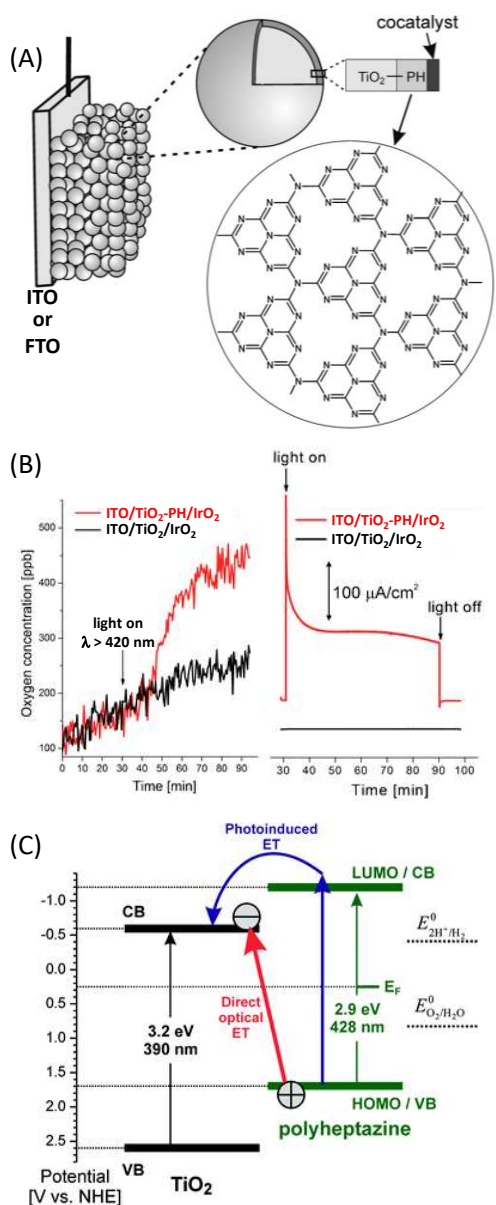 (A)
cocatalyst
TiO₂ PH
ITO
or
FTO
(B)
light on
ITO/TiO₂-PH/IrO₂
ITO/TiO₂/IrO₂
ITO/TiO₂-PH/IrO₂
ITO/TiO₂/IrO₂
light on
λ > 420 nm
100 µA/cm²
light off
Oxygen concentration [ppb]
500
400
300
200
100
0 10 20 30 40 50 60 70 80 90
Time [min]
30 40 50 60 70 80 90 100
Time [min]
(C)
Photoinduced
ET
LUMO / CB
-1.0
-0.5
0.0
0.5
1.0
1.5
2.0
2.5
CB
E⁰ 2H⁺/H₂
E_F
E⁰ O₂/H₂O
3.2 eV
390 nm
Direct
optical
ET
2.9 eV
428 nm
HOMO / VB
polyheptazine
VB
Potential
[V vs. NHE]
TiO₂